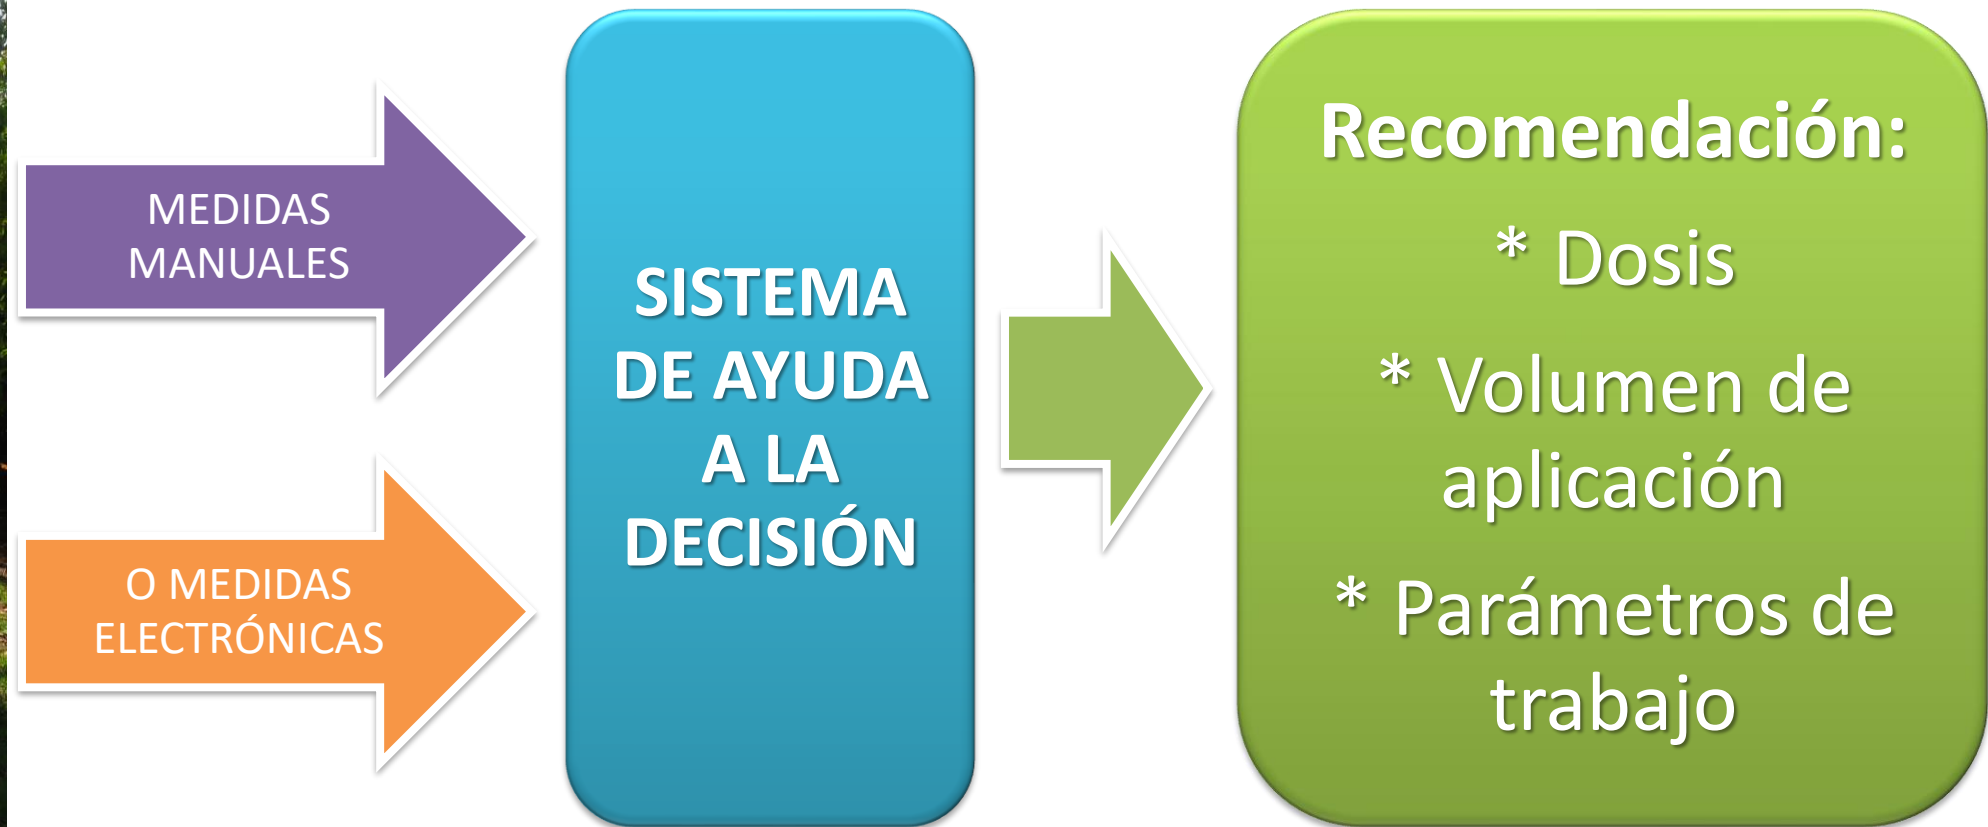 MEDIDAS
MANUALES
O MEDIDAS
ELECTRÓNICAS
SISTEMA
DE AYUDA
A LA
DECISIÓN
Recomendación:
* Dosis
* Volumen de
aplicación
* Parámetros de
trabajo